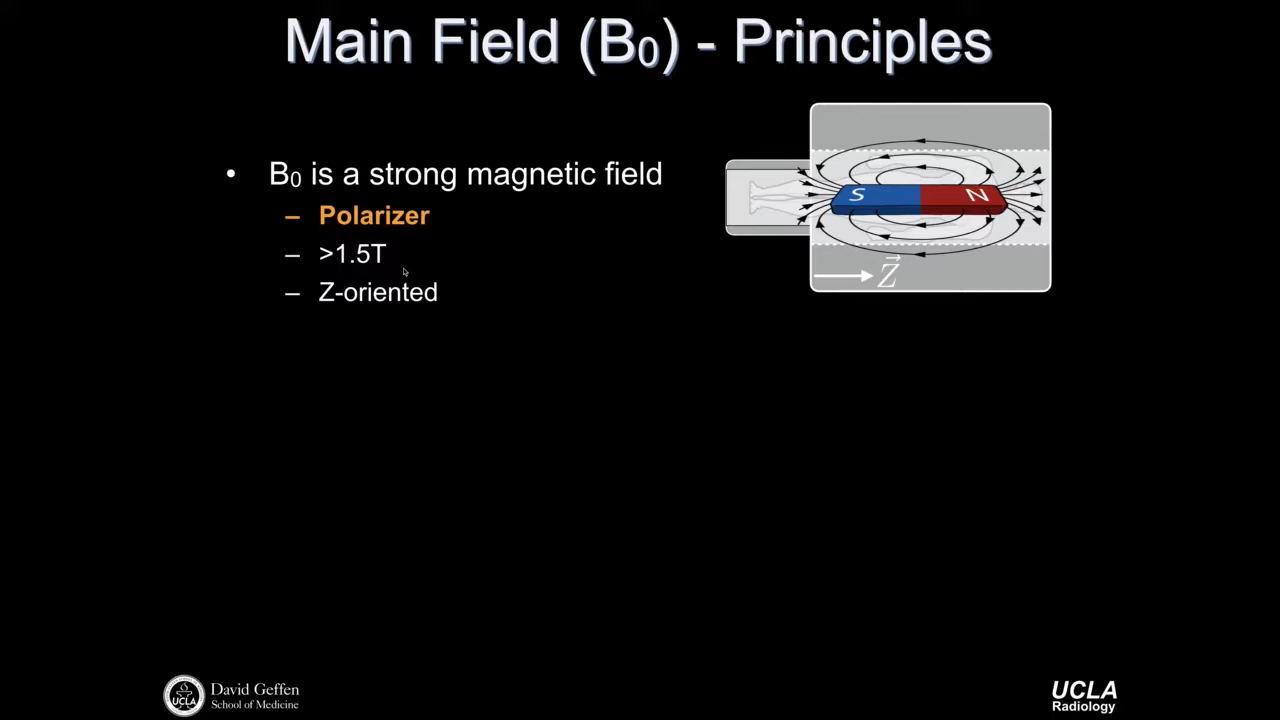 Main Field (B₀) - Principles
• B₀ is a strong magnetic field
– Polarizer
– >1.5T
– Z-oriented
S N
Z
UCLA
David Geffen
School of Medicine
UCLA
Radiology